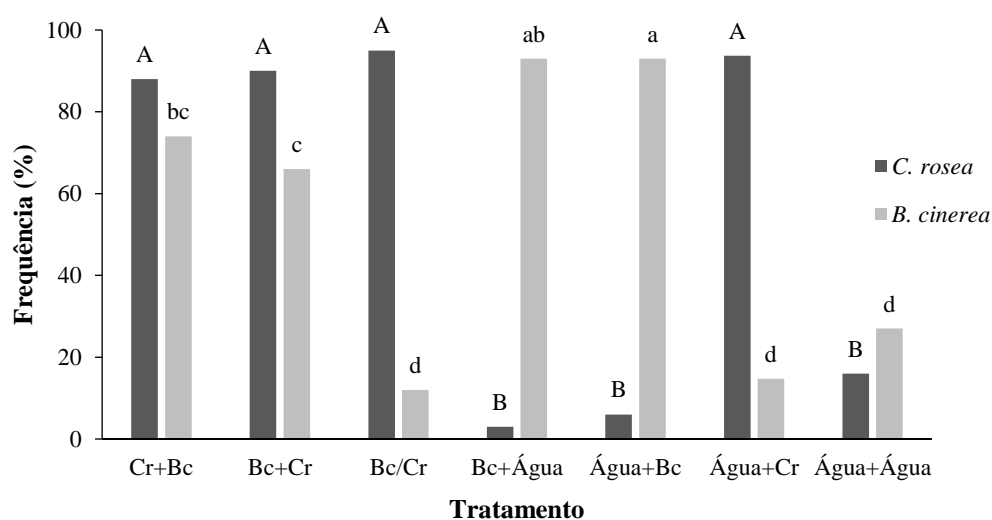 100
80
60
40
20
0
Frequência (%)
A
bc
A
c
A
d
B
ab
B
a
A
d
B
d
C. rosea
B. cinerea
Cr+Bc
Bc+Cr
Bc/Cr
Bc+Água
Água+Bc
Água+Cr
Água+Água
Tratamento